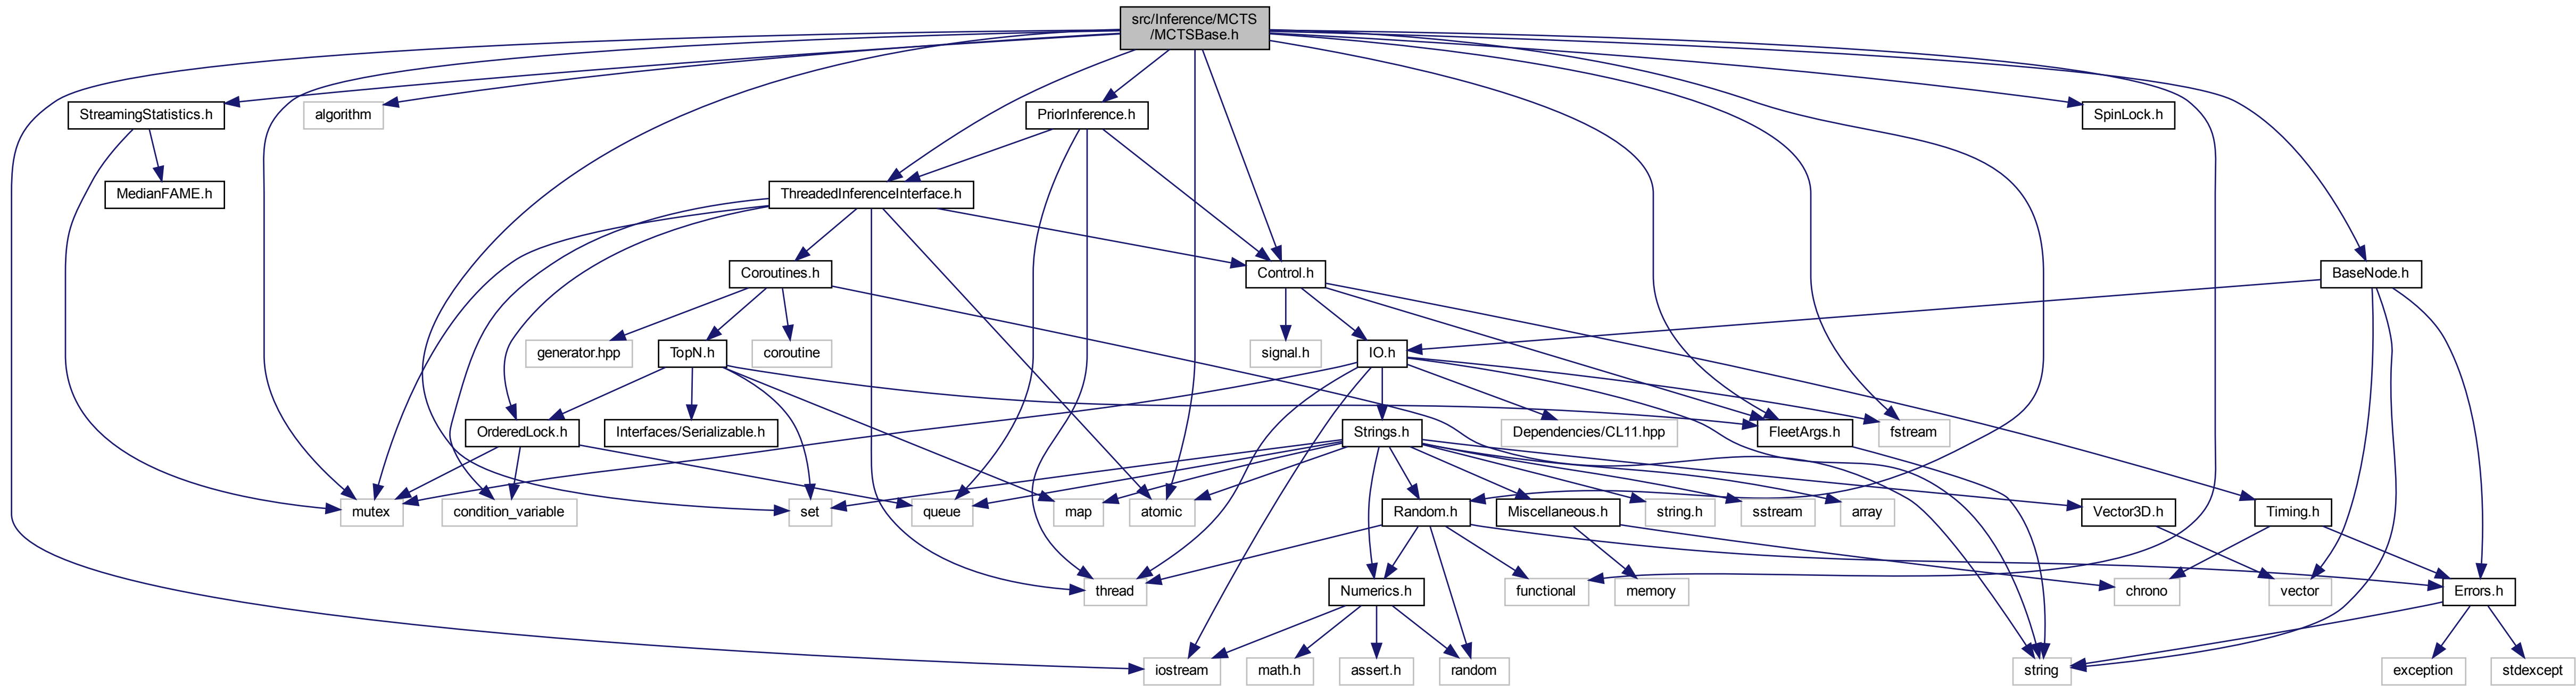 src/Inference/MCTS
/MCTSBase.h
StreamingStatistics.h
algorithm
PriorInference.h
SpinLock.h
MedianFAME.h
ThreadedInferenceInterface.h
Coroutines.h
Control.h
BaseNode.h
generator.hpp
TopN.h
coroutine
signal.h
IO.h
OrderedLock.h
Interfaces/Serializable.h
Strings.h
Dependencies/CL11.hpp
FleetArgs.h
fstream
mutex
condition_variable
set
queue
map
atomic
Random.h
Miscellaneous.h
string.h
sstream
array
Vector3D.h
Timing.h
thread
Numerics.h
functional
memory
chrono
vector
Errors.h
iostream
math.h
assert.h
random
string
exception
stdexcept